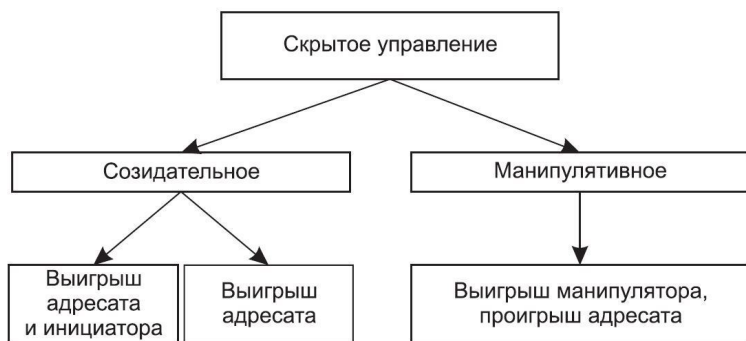 Скрытое управление
Созидательное
Манипулятивное
Выигрыш
адресата
и инициатора
Выигрыш
адресата
Выигрыш манипулятора,
проигрыш адресата